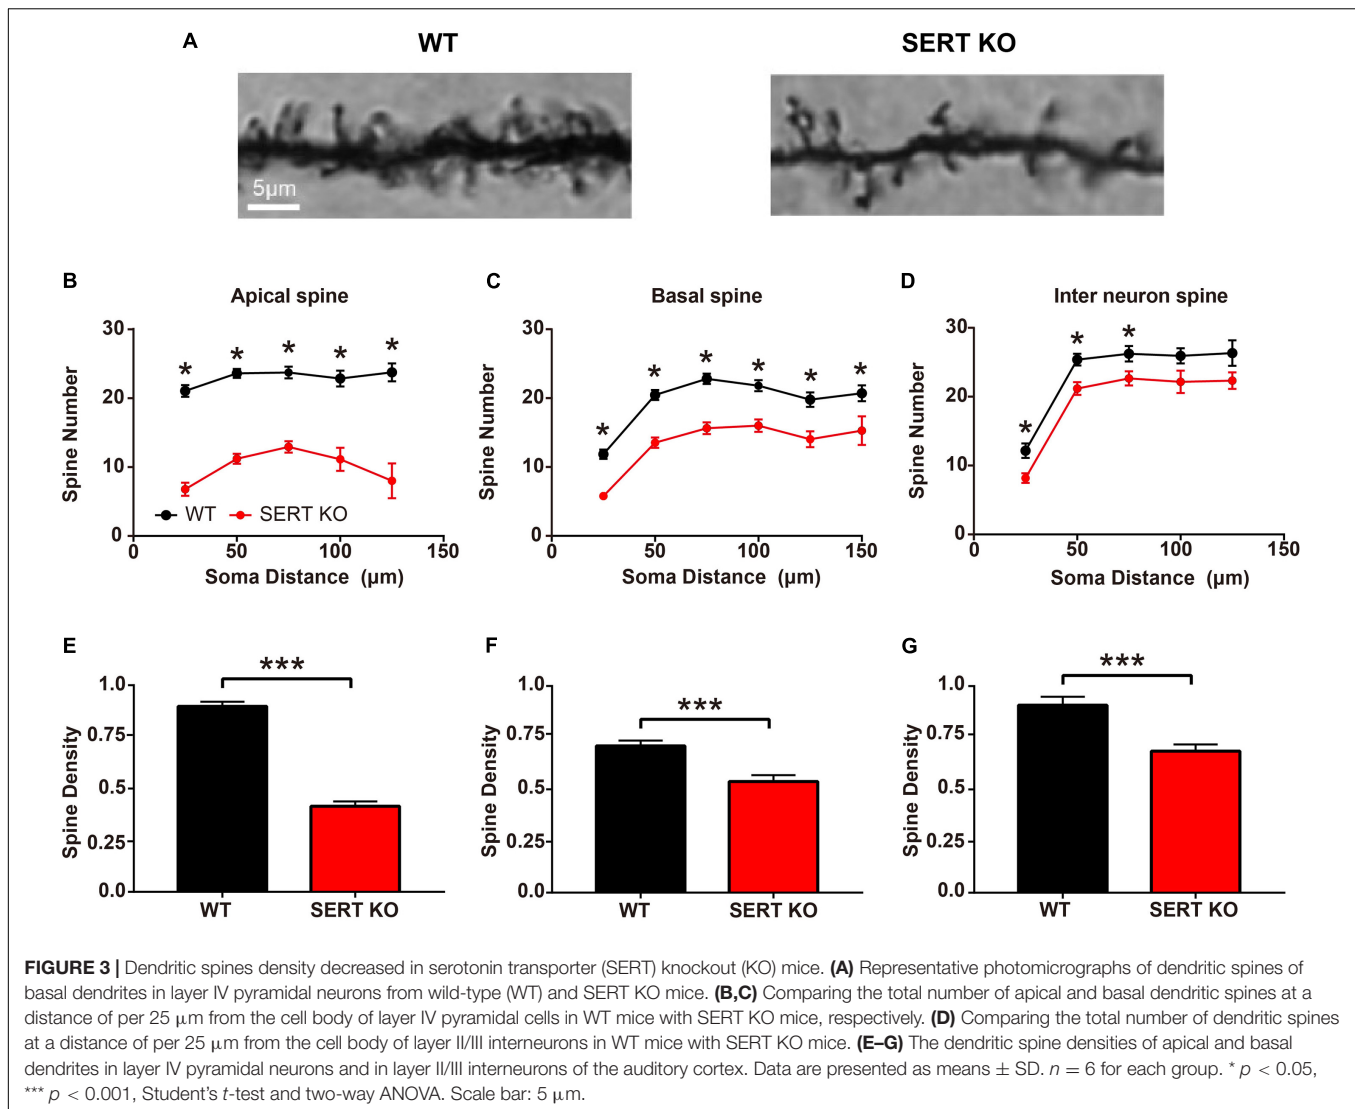 A
WT
SERT KO
5µm
B
Apical spine
Spine Number
30
20
10
0
* * * * *
WT
SERT KO
0 50 100 150
Soma Distance (µm)
C
Basal spine
Spine Number
30
20
10
0
* * * * * *
0 50 100 150
Soma Distance (µm)
D
Inter neuron spine
Spine Number
30
20
10
0
* * *
0 50 100 150
Soma Distance (µm)
E
***
Spine Density
1.0
0.75
0.5
0.25
0.0
WT SERT KO
F
***
Spine Density
1.0
0.75
0.5
0.25
0.0
WT SERT KO
G
***
Spine Density
1.0
0.75
0.5
0.25
0.0
WT SERT KO
FIGURE 3 | Dendritic spines density decreased in serotonin transporter (SERT) knockout (KO) mice. (A) Representative photomicrographs of dendritic spines of
basal dendrites in layer IV pyramidal neurons from wild-type (WT) and SERT KO mice. (B,C) Comparing the total number of apical and basal dendritic spines at a
distance of per 25 µm from the cell body of layer IV pyramidal cells in WT mice with SERT KO mice, respectively. (D) Comparing the total number of dendritic spines
at a distance of per 25 µm from the cell body of layer II/III interneurons in WT mice with SERT KO mice. (E–G) The dendritic spine densities of apical and basal
dendrites in layer IV pyramidal neurons and in layer II/III interneurons of the auditory cortex. Data are presented as means ± SD. n = 6 for each group. * p < 0.05,
*** p < 0.001, Student's t-test and two-way ANOVA. Scale bar: 5 µm.